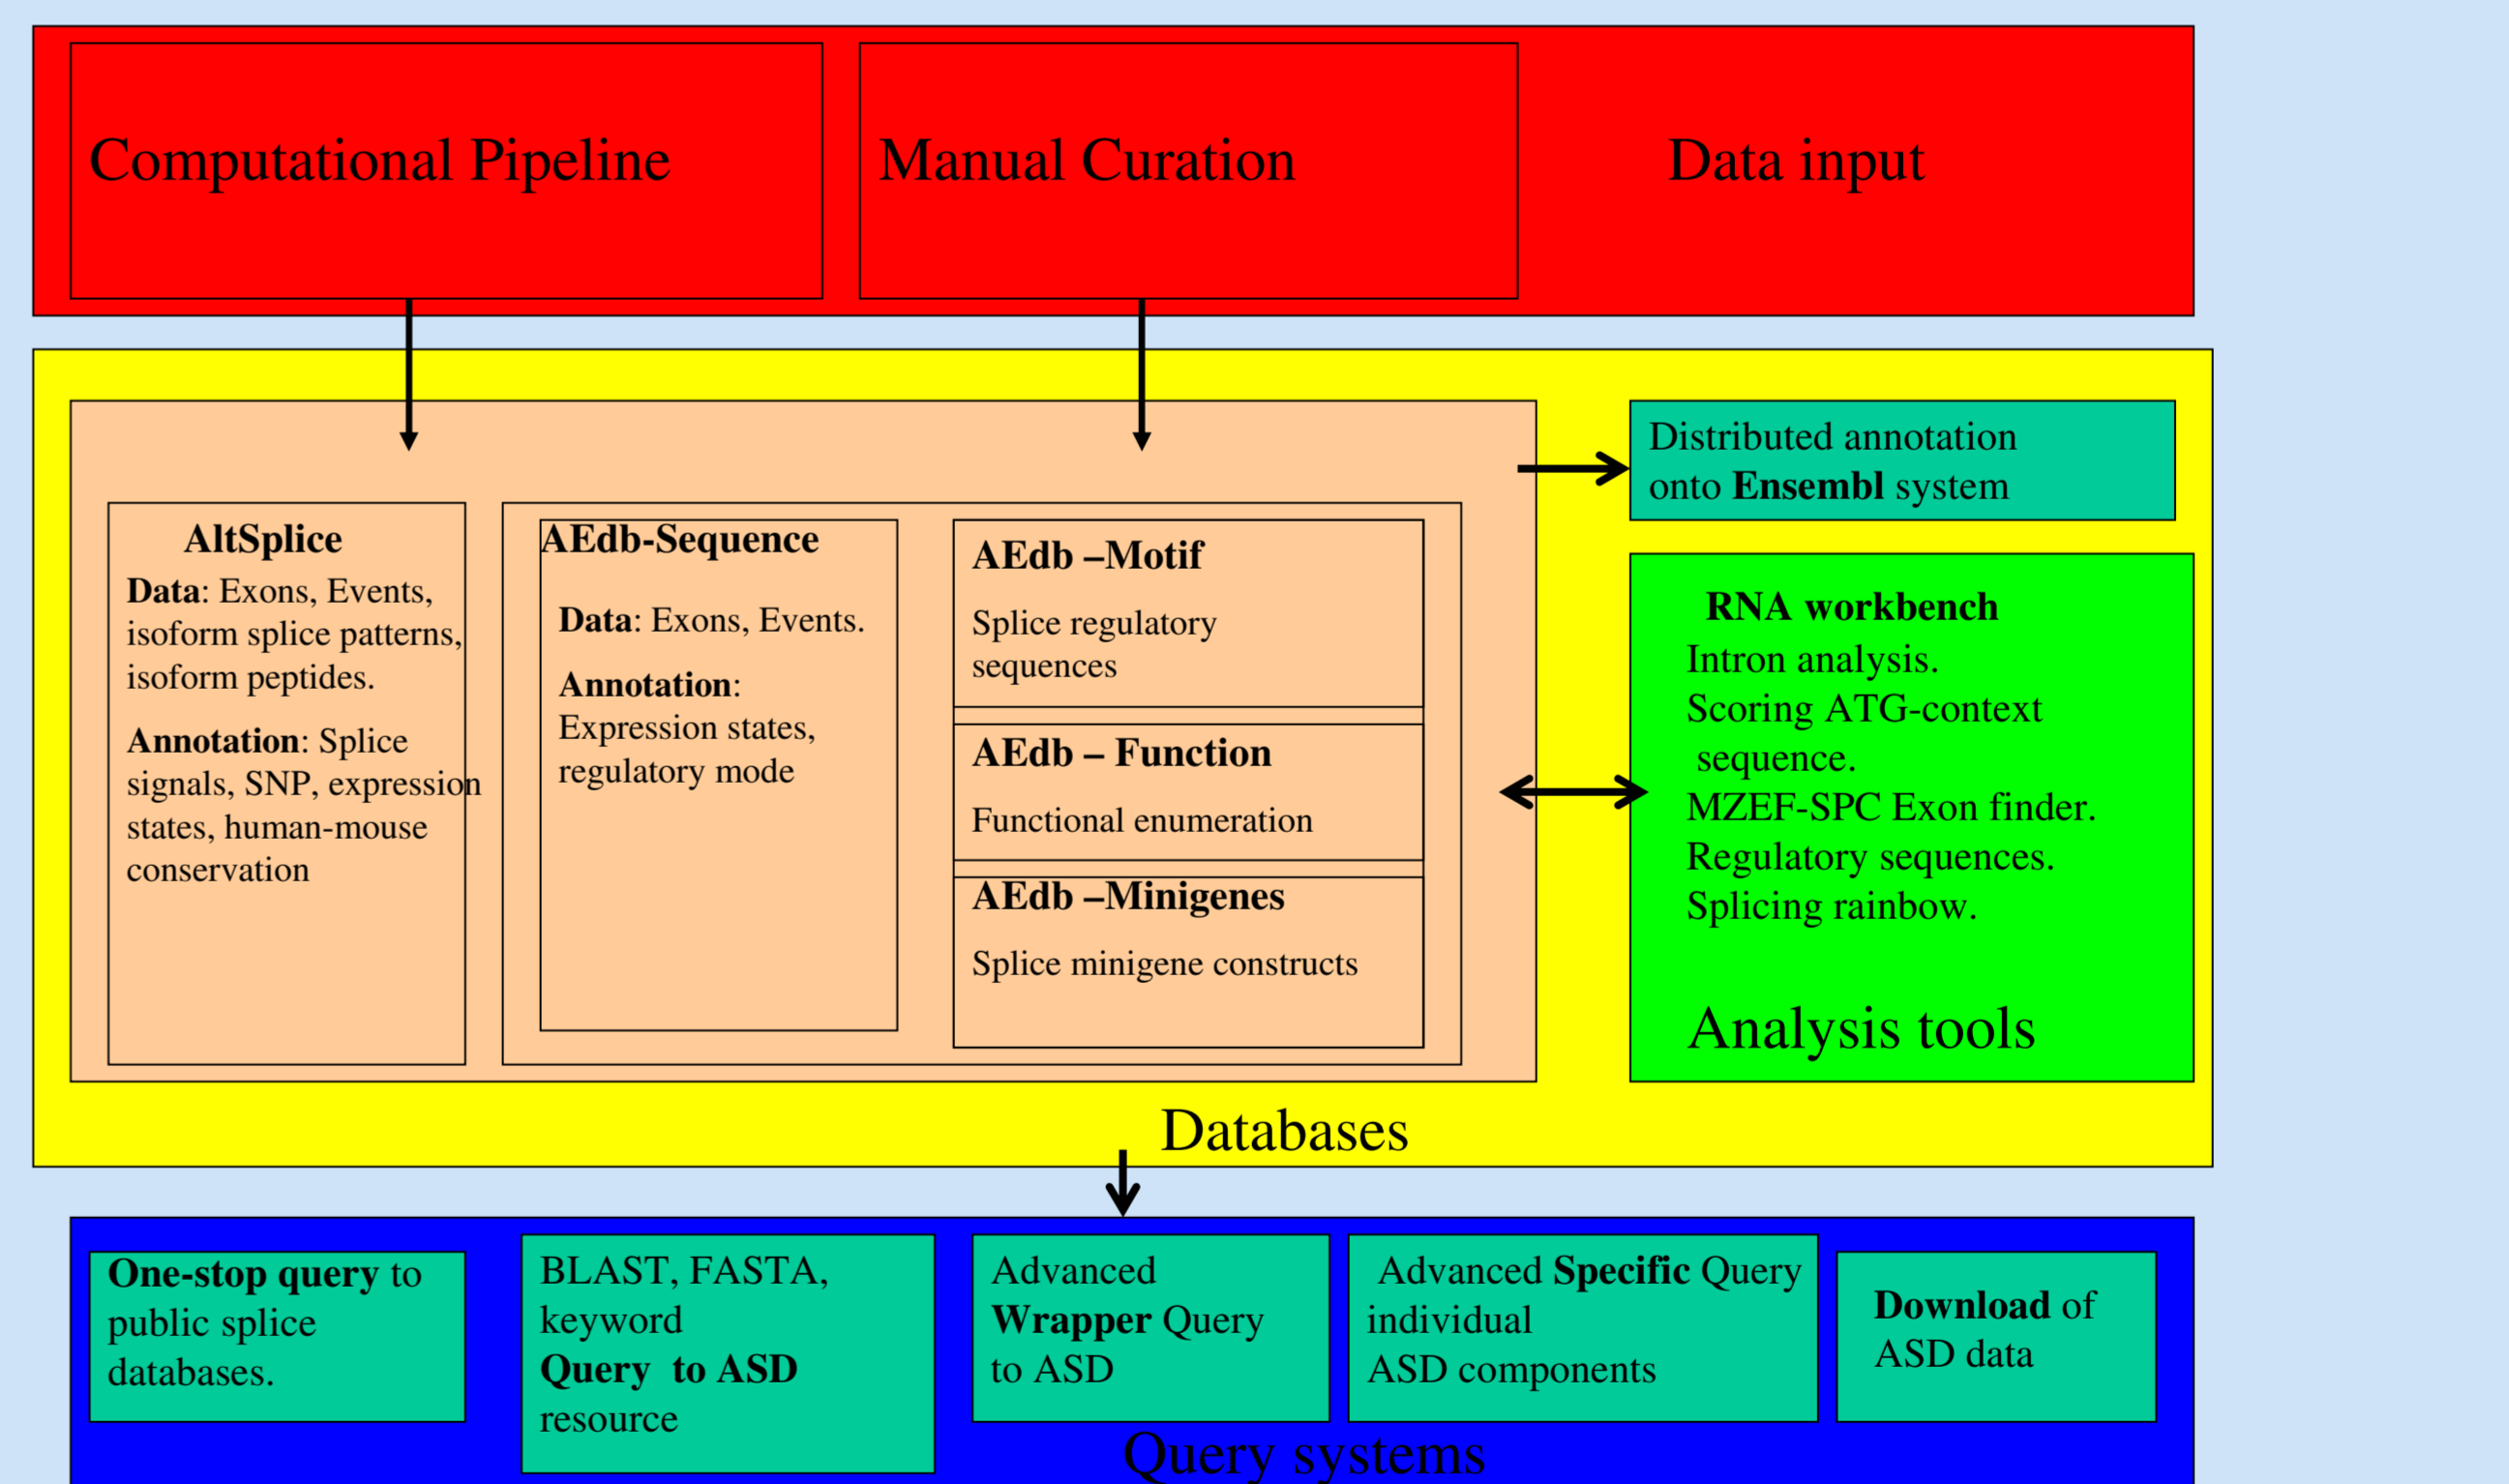 Computational Pipeline
Manual Curation
Data input
Distributed annotation
onto Ensembl system
AltSplice
Data: Exons, Events,
isoform splice patterns,
isoform peptides.
Annotation: Splice
signals, SNP, expression
states, human-mouse
conservation
AEdb-Sequence
Data: Exons, Events.
Annotation:
Expression states,
regulatory mode
AEdb –Motif
Splice regulatory
sequences
AEdb – Function
Functional enumeration
AEdb –Minigenes
Splice minigene constructs
RNA workbench
Intron analysis.
Scoring ATG-context
sequence.
MZEF-SPC Exon finder.
Regulatory sequences.
Splicing rainbow.
Analysis tools
Databases
One-stop query to
public splice
databases.
BLAST, FASTA,
keyword
Query  to ASD
resource
Advanced
Wrapper Query
to ASD
Advanced Specific Query
individual
ASD components
Download of
ASD data
Query systems